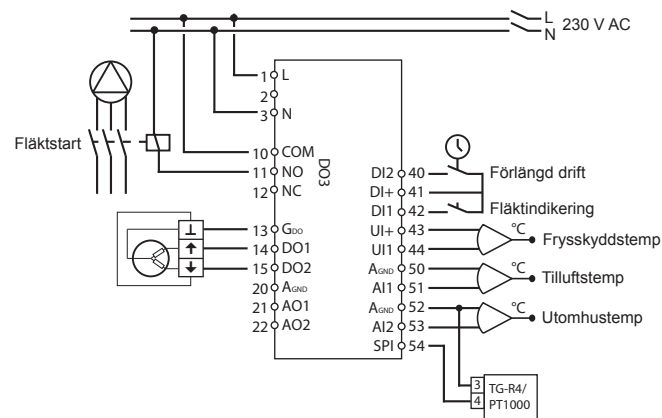 L
N
230 V AC
1 L
2
3 N
Fläktstart
10 COM
11 NO
12 NC
DO3
13 GDO
14 DO1
15 DO2
20 AGND
21 AO1
22 AO2
DI2 40
Förlängd drift
DI+ 41
DI1 42
Fläktindikering
UI+ 43
UI1 44
°C
Frysskyddstemp
AGND 50
AI1 51
°C
Tilluftstemp
AGND 52
AI2 53
°C
Utomhustemp
SPI 54
3
4
TG-R4/
PT1000